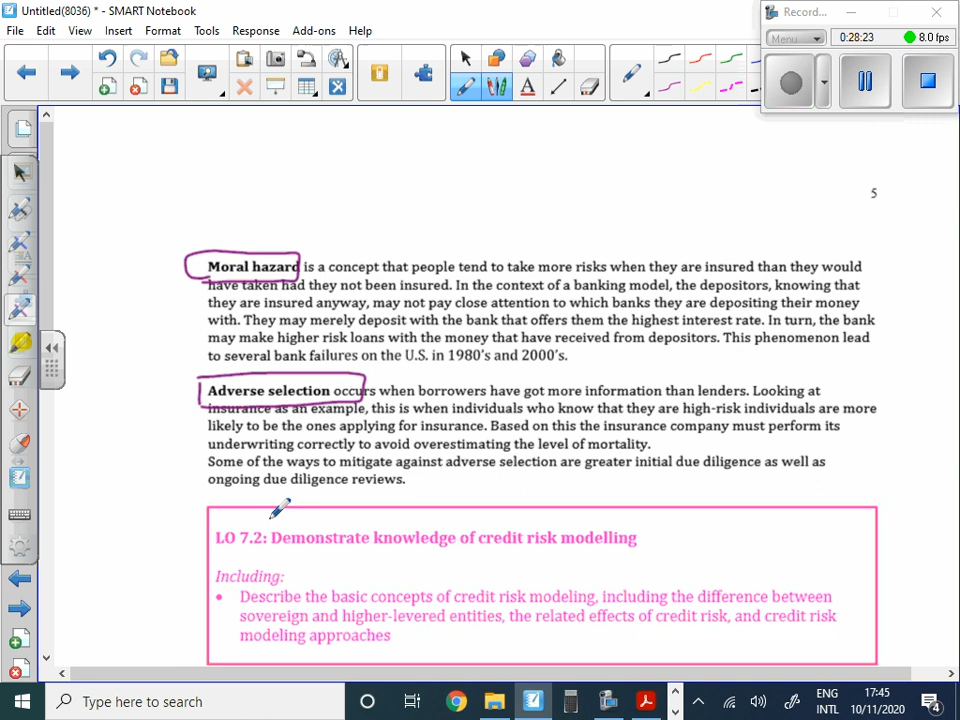 Untitled(8036) * - SMART Notebook
File Edit View Insert Format Tools Response Add-ons Help
Record...
Menu
0:28:23
8.0 fps
5
Moral hazard is a concept that people tend to take more risks when they are insured than they would
have taken had they not been insured. In the context of a banking model, the depositors, knowing that
they are insured anyway, may not pay close attention to which banks they are depositing their money
with. They may merely deposit with the bank that offers them the highest interest rate. In turn, the bank
may make higher risk loans with the money that have received from depositors. This phenomenon lead
to several bank failures on the U.S. in 1980's and 2000's.
Adverse selection occurs when borrowers have got more information than lenders. Looking at
insurance as an example, this is when individuals who know that they are high-risk individuals are more
likely to be the ones applying for insurance. Based on this the insurance company must perform its
underwriting correctly to avoid overestimating the level of mortality.
Some of the ways to mitigate against adverse selection are greater initial due diligence as well as
ongoing due diligence reviews.
LO 7.2: Demonstrate knowledge of credit risk modelling
Including:
• Describe the basic concepts of credit risk modeling, including the difference between
sovereign and higher-levered entities, the related effects of credit risk, and credit risk
modeling approaches
Type here to search
ENG
INTL
17:45
10/11/2020
4